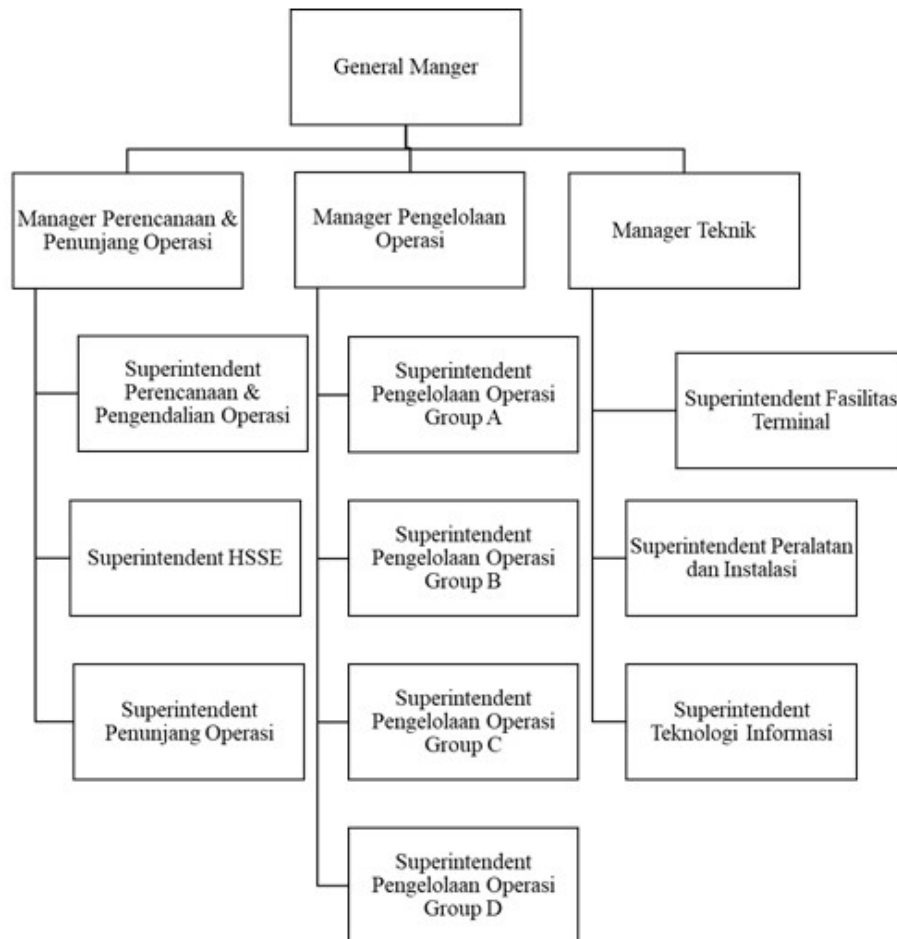 General Manger
Manager Perencanaan &
Penunjang Operasi
Manager Pengelolaan
Operasi
Manager Teknik
Superintendent
Perencanaan &
Pengendalian Operasi
Superintendent
Pengelolaan Operasi
Group A
Superintendent Fasilitas
Terminal
Superintendent HSSE
Superintendent
Pengelolaan Operasi
Group B
Superintendent Peralatan
dan Instalasi
Superintendent
Penunjang Operasi
Superintendent
Pengelolaan Operasi
Group C
Superintendent
Teknologi Informasi
Superintendent
Pengelolaan Operasi
Group D